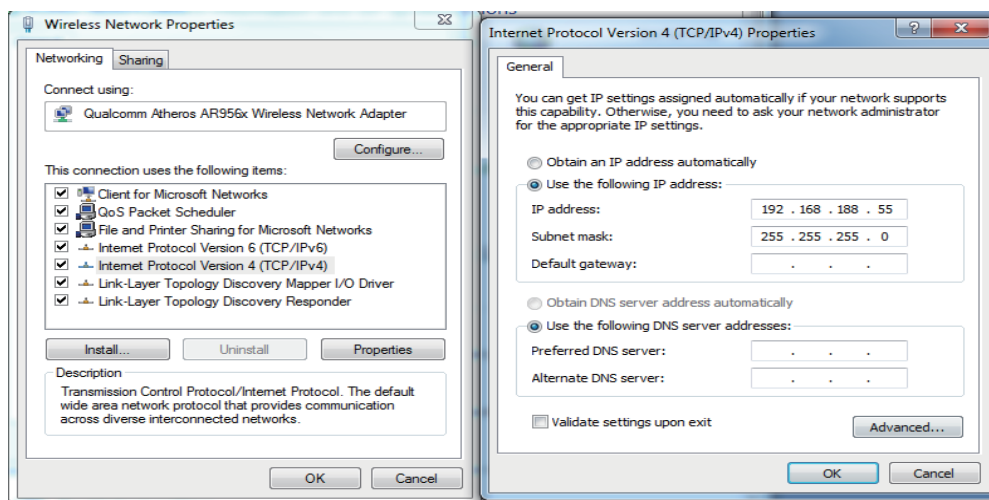 Wireless Network Properties
Networking
Sharing
Connect using:
Qualcomm Atheros AR956x Wireless Network Adapter
Configure...
This connection uses the following items:
Client for Microsoft Networks
QoS Packet Scheduler
File and Printer Sharing for Microsoft Networks
Internet Protocol Version 6 (TCP/IPv6)
Internet Protocol Version 4 (TCP/IPv4)
Link-Layer Topology Discovery Mapper I/O Driver
Link-Layer Topology Discovery Responder
Install...
Uninstall
Properties
Description
Transmission Control Protocol/Internet Protocol. The default
wide area network protocol that provides communication
across diverse interconnected networks.
OK
Cancel
Internet Protocol Version 4 (TCP/IPv4) Properties
General
You can get IP settings assigned automatically if your network supports
this capability. Otherwise, you need to ask your network administrator
for the appropriate IP settings.
Obtain an IP address automatically
Use the following IP address:
IP address:
192 . 168 . 188 . 55
Subnet mask:
255 . 255 . 255 . 0
Default gateway:
. . .
Obtain DNS server address automatically
Use the following DNS server addresses:
Preferred DNS server:
. . .
Alternate DNS server:
. . .
Validate settings upon exit
Advanced...
OK
Cancel